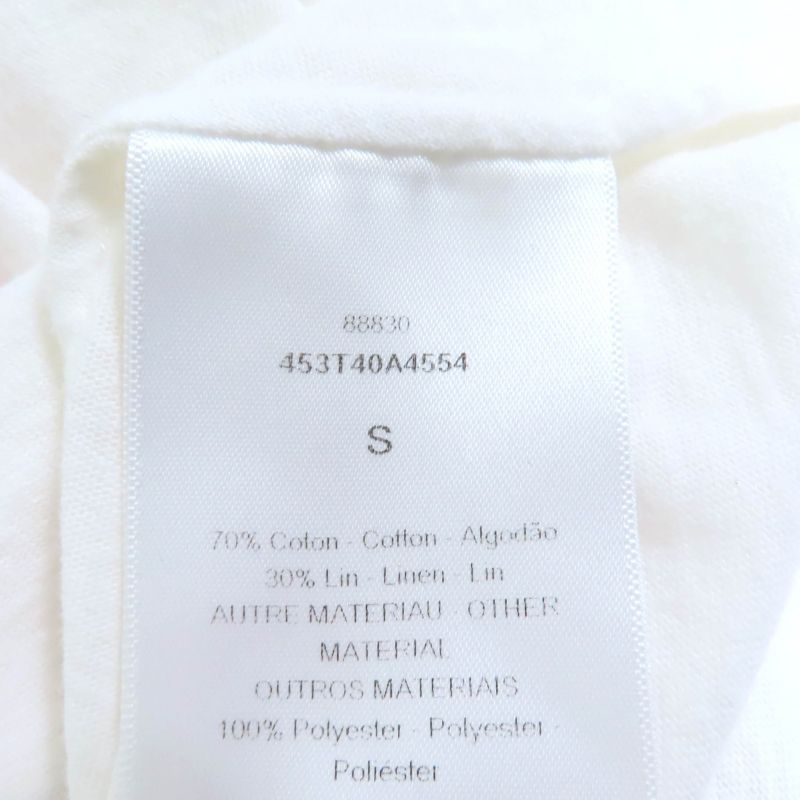 88830
453T40A4554
S
70% Coton - Cotton - Algodão
30% Lin - Linen - Lin
AUTRE MATERIAU - OTHER
MATERIAL
OUTROS MATERIAIS
100% Polyester - Polyester -
Poliéster